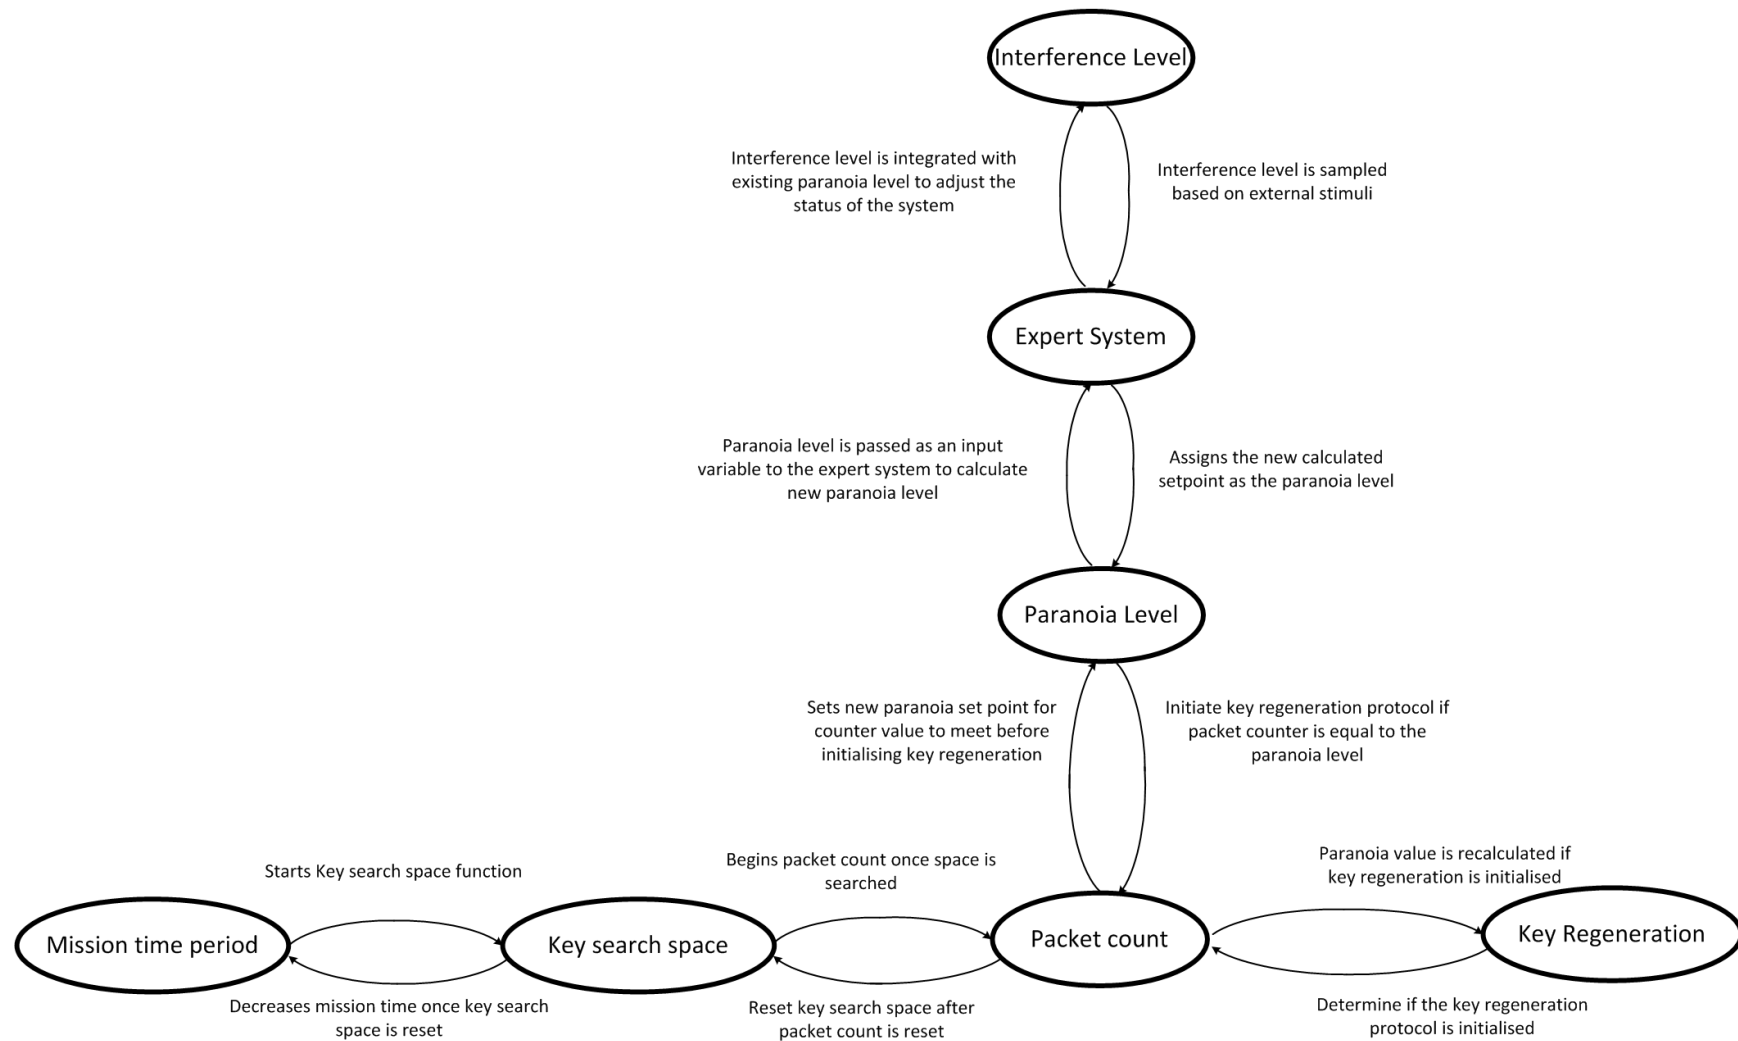 Interference Level
Interference level is integrated with
existing paranoia level to adjust the
status of the system
Interference level is sampled
based on external stimuli
Expert System
Paranoia level is passed as an input
variable to the expert system to calculate
new paranoia level
Assigns the new calculated
setpoint as the paranoia level
Paranoia Level
Sets new paranoia set point for
counter value to meet before
initialising key regeneration
Initiate key regeneration protocol if
packet counter is equal to the
paranoia level
Starts Key search space function
Begins packet count once space is
searched
Paranoia value is recalculated if
key regeneration is initialised
Mission time period
Key search space
Packet count
Key Regeneration
Decreases mission time once key search
space is reset
Reset key search space after
packet count is reset
Determine if the key regeneration
protocol is initialised